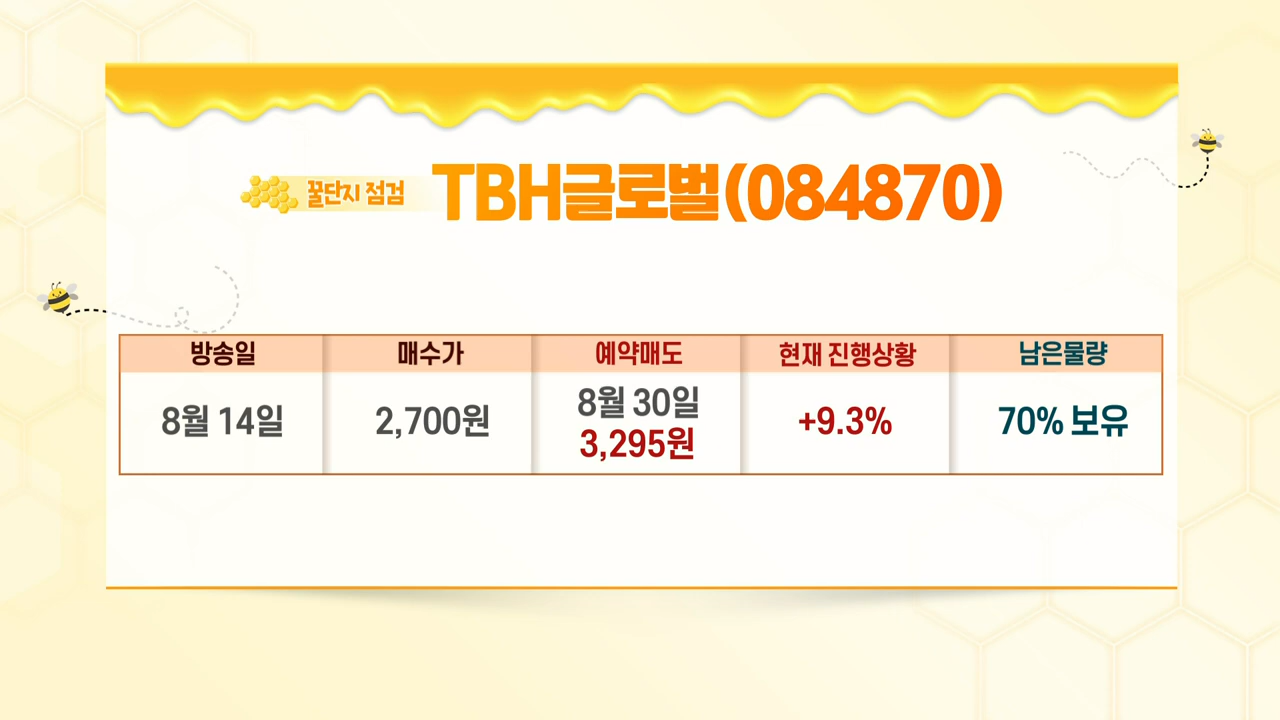 꿀단지 점검 TBH글로벌(084870)
방송일 매수가 예약매도 현재 진행상황 남은물량
8월 14일 2,700원 8월 30일 3,295원 +9.3% 70% 보유